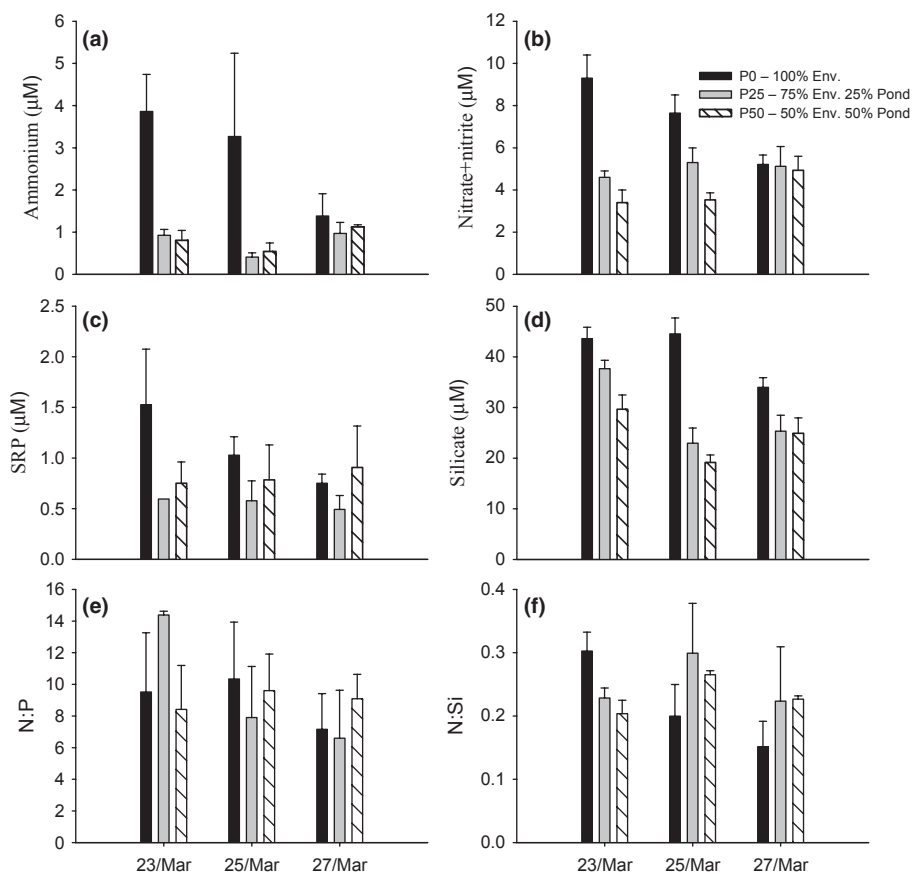 (a)
Ammonium (µM)
6
5
4
3
2
1
0
(b)
Nitrate+nitrite (µM)
12
10
8
6
4
2
0
P0 – 100% Env.
P25 – 75% Env. 25% Pond
P50 – 50% Env. 50% Pond
(c)
SRP (µM)
2.5
2.0
1.5
1.0
0.5
0.0
(d)
Silicate (µM)
50
40
30
20
10
0
(e)
N:P
16
14
12
10
8
6
4
2
0
23/Mar 25/Mar 27/Mar
(f)
N:Si
0.4
0.3
0.2
0.1
0.0
23/Mar 25/Mar 27/Mar